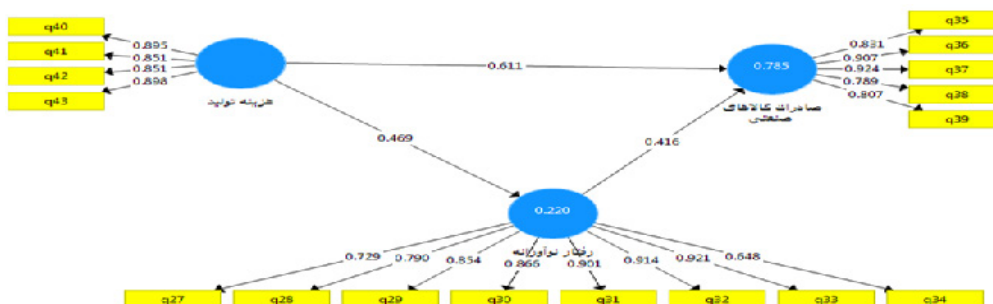 q40
q41
q42
q43
0.895
0.851
0.851
0.898
هزینه تولید
0.611
0.785
صادرات کالاهای
صنعتی
0.831
0.907
0.924
0.789
0.807
q35
q36
q37
q38
q39
0.469
0.416
0.220
رفتار نوآورانه
0.729
0.790
0.854
0.866
0.901
0.914
0.921
0.648
q27
q28
q29
q30
q31
q32
q33
q34